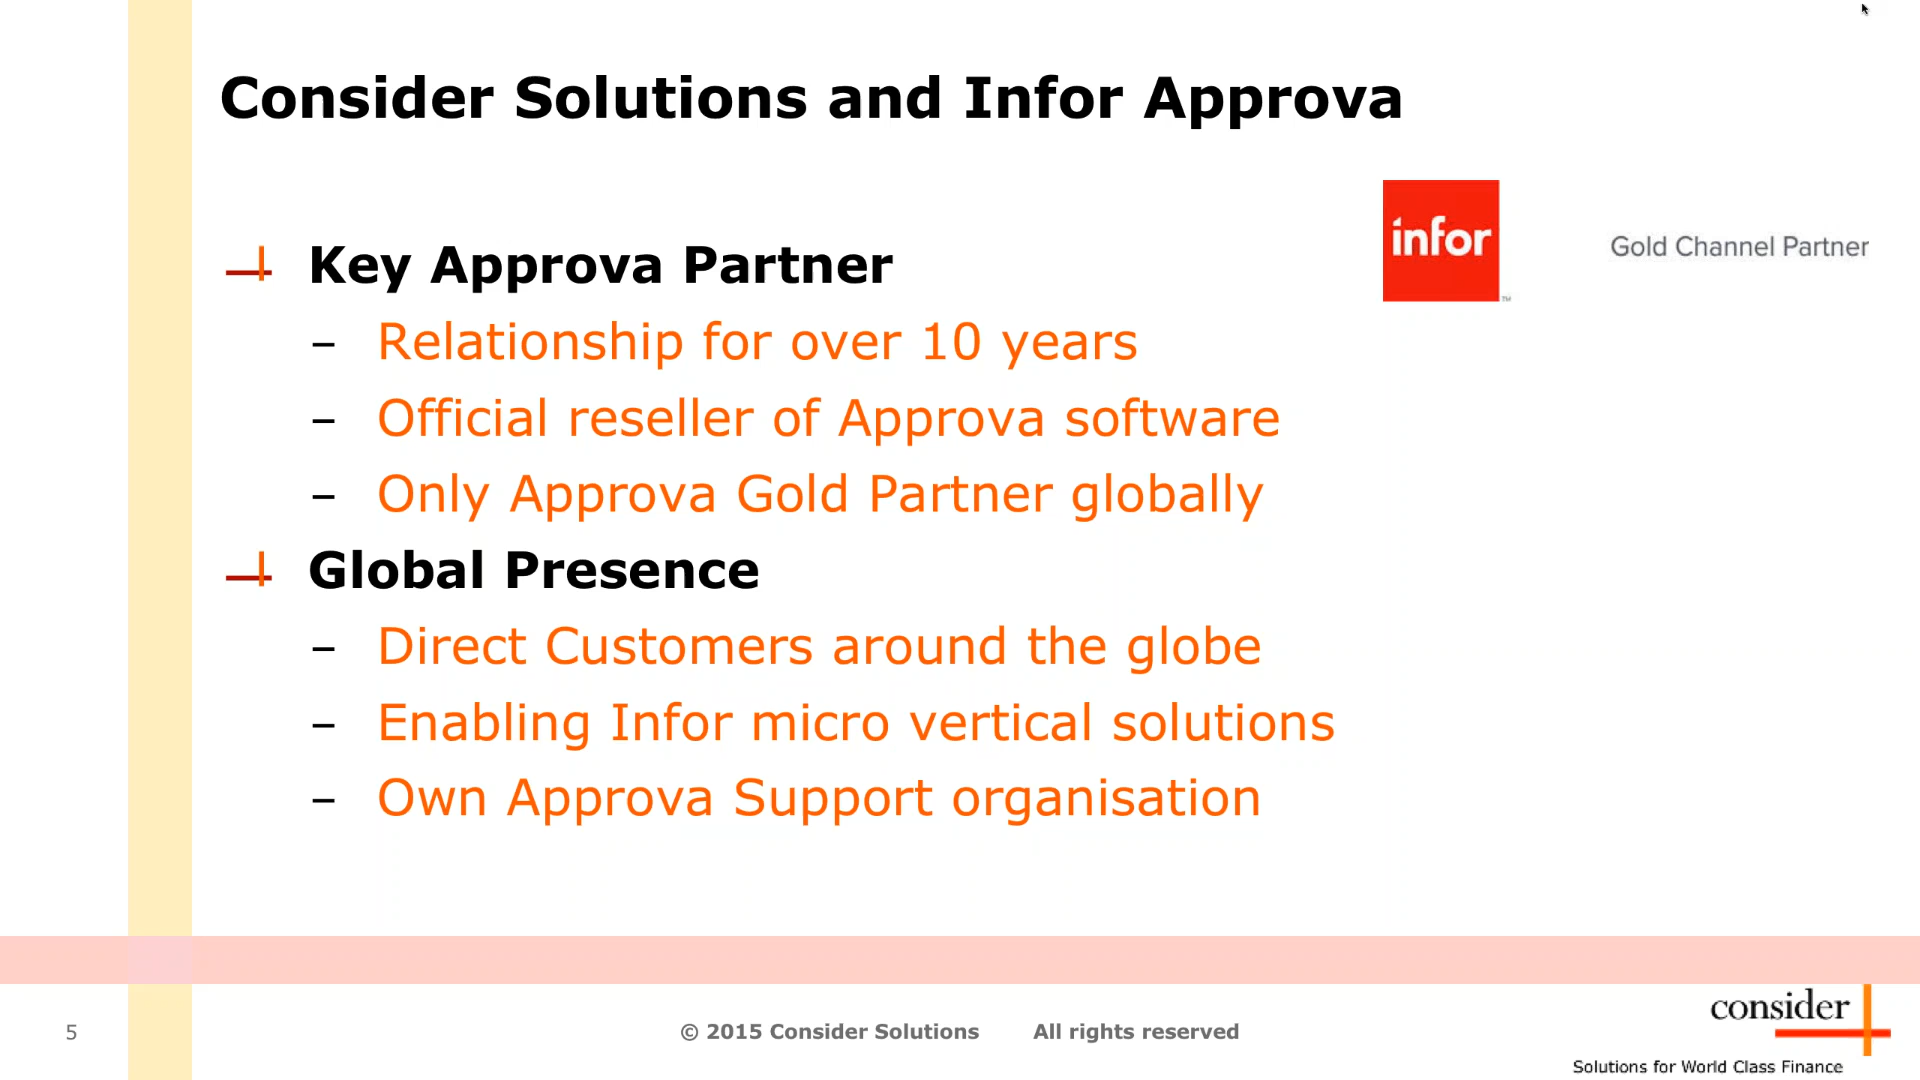 Consider Solutions and Infor Approva
infor
TM
Gold Channel Partner
Key Approva Partner
– Relationship for over 10 years
– Official reseller of Approva software
– Only Approva Gold Partner globally
Global Presence
– Direct Customers around the globe
– Enabling Infor micro vertical solutions
– Own Approva Support organisation
5
© 2015 Consider Solutions All rights reserved
consider
Solutions for World Class Finance